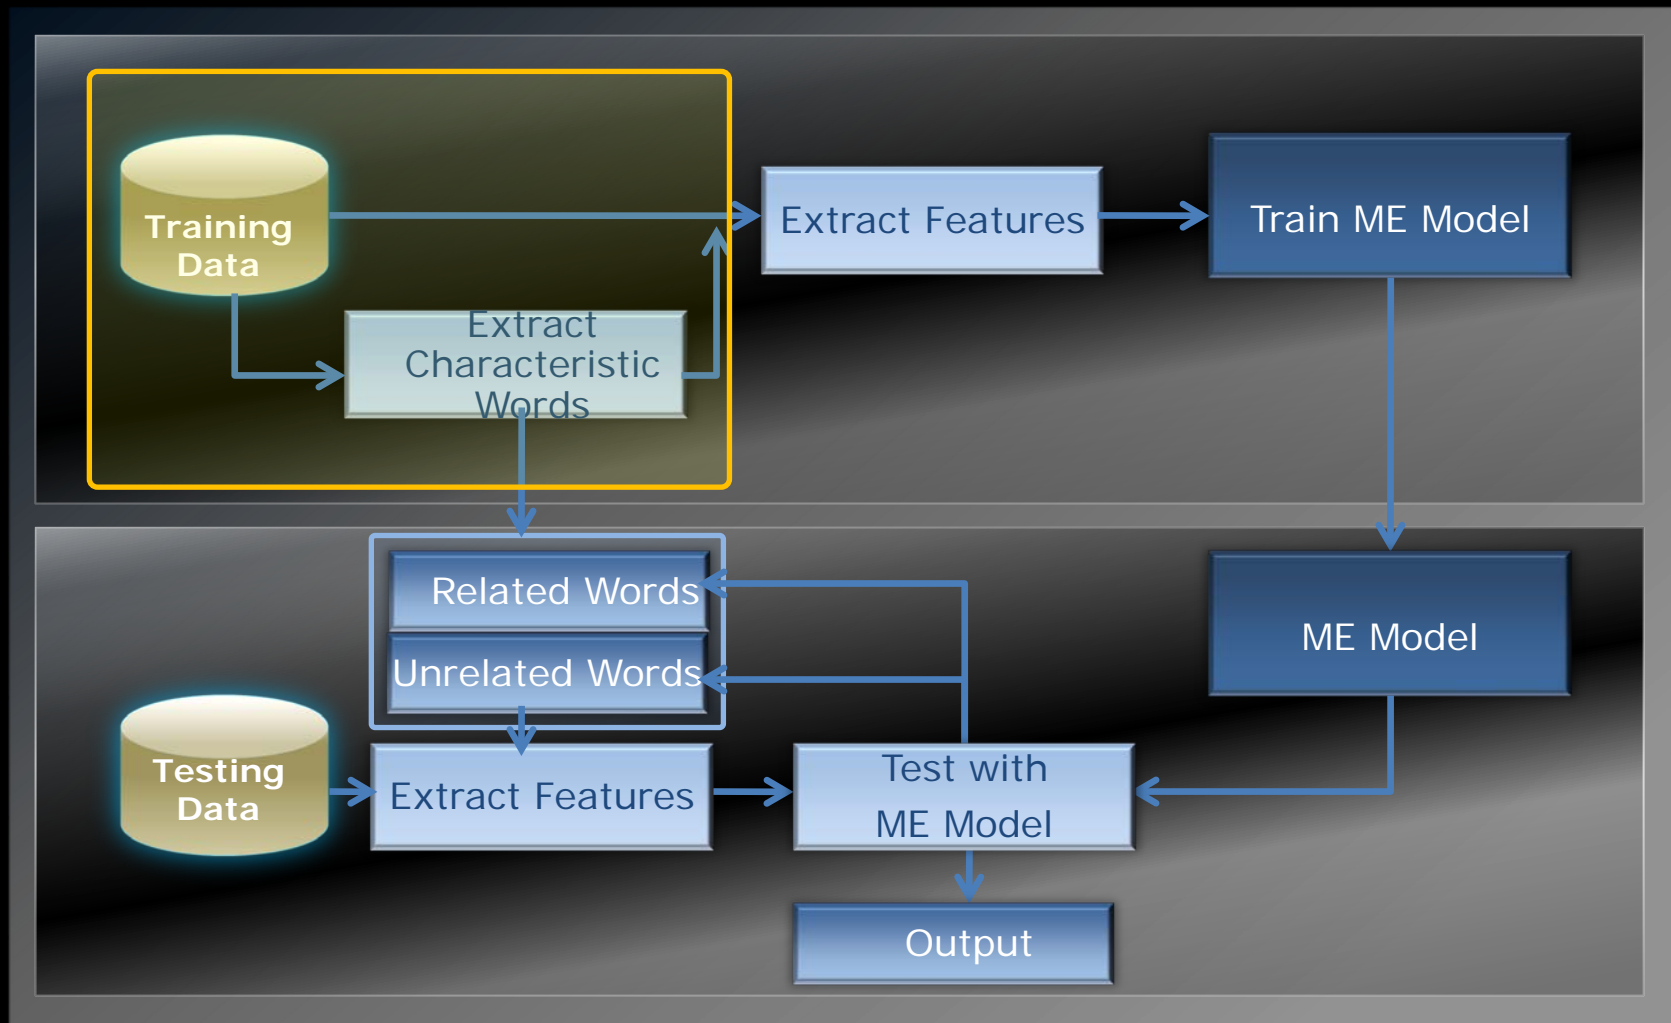 Training
Data
Extract Features
Train ME Model
Extract
Characteristic
Words
Related Words
Unrelated Words
ME Model
Testing
Data
Extract Features
Test with
ME Model
Output